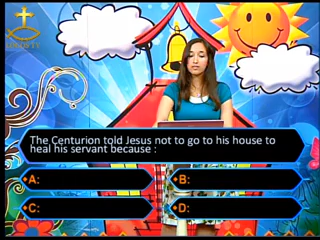 The Centurion told Jesus not to go to his house to
heal his servant because :
A:
B:
C:
D: